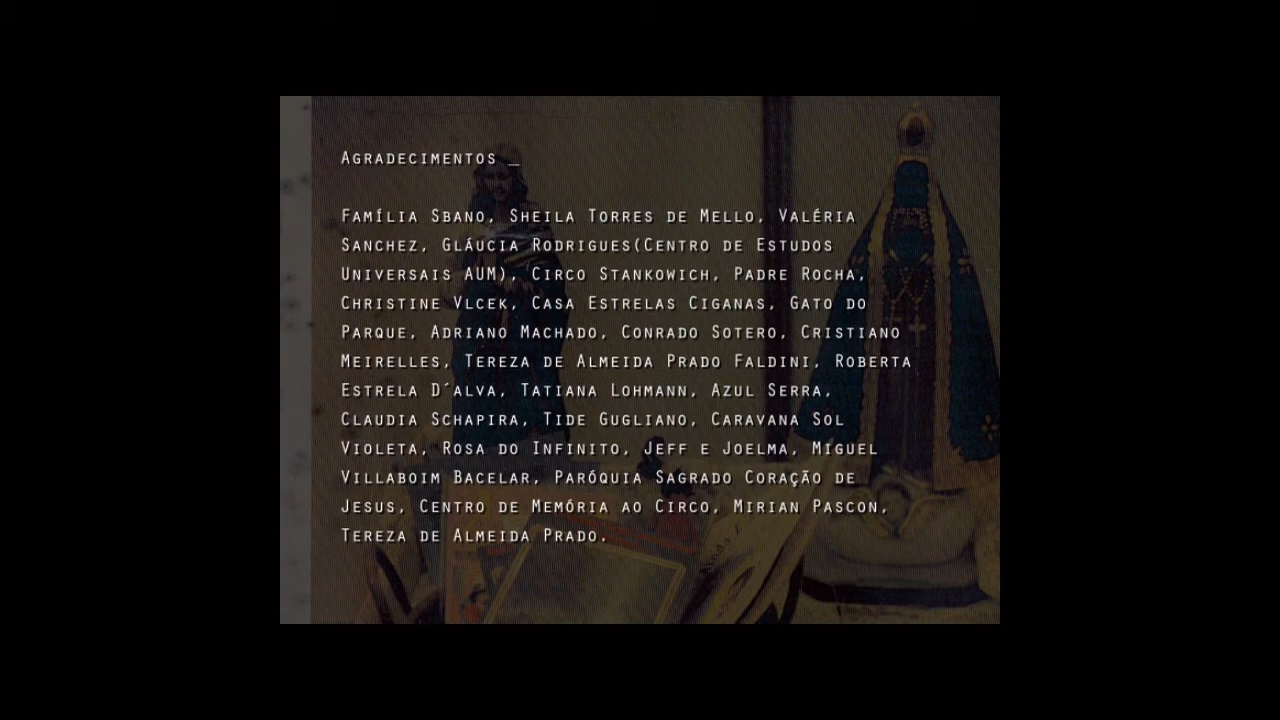 Agradecimentos _
Família Sbano, Sheila Torres de Mello, Valéria
Sanchez, Gláucia Rodrigues(Centro de Estudos
Universais AUM), Circo Stankowich, Padre Rocha,
Christine Vlcek, Casa Estrelas Ciganas, Gato do
Parque, Adriano Machado, Conrado Sotero, Cristiano
Meirelles, Tereza de Almeida Prado Faldini, Roberta
Estrela D´alva, Tatiana Lohmann, Azul Serra,
Claudia Schapira, Tide Gugliano, Caravana Sol
Violeta, Rosa do Infinito, Jeff e Joelma, Miguel
Villaboim Bacelar, Paróquia Sagrado Coração de
Jesus, Centro de Memória ao Circo, Mirian Pascon,
Tereza de Almeida Prado.